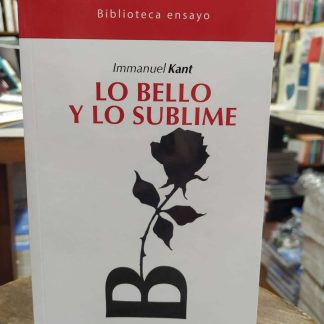 Biblioteca ensayo
Immanuel Kant
LO BELLO
Y LO SUBLIME
B